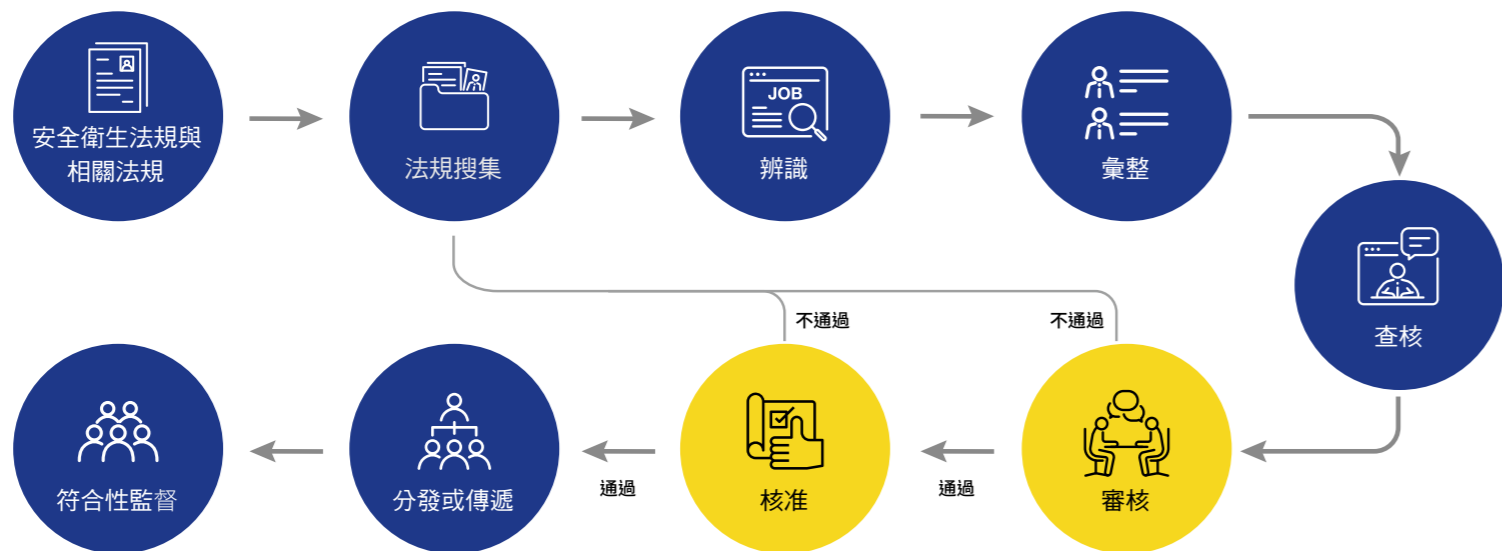 安全衛生法規與
相關法規
法規搜集
JOB
辨識
彙整
查核
不通過
不通過
審核
通過
核准
通過
分發或傳遞
符合性監督